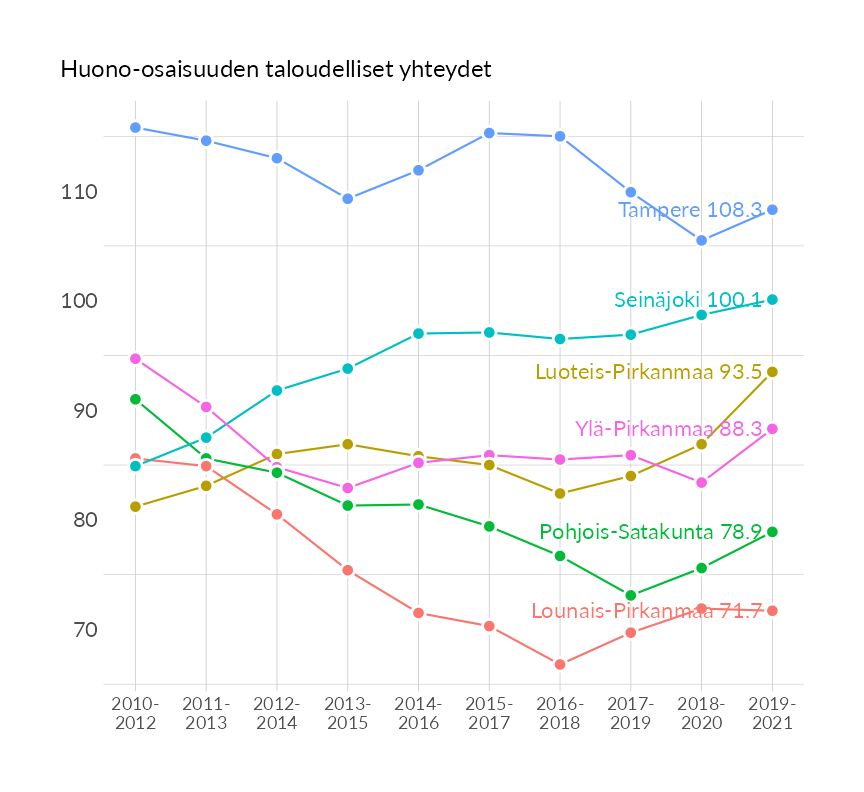 Huono-osaisuuden taloudelliset yhteydet
110
Tampere 108.3
100
Seinäjoki 100.1
Luoteis-Pirkanmaa 93.5
90
Ylä-Pirkanmaa 88.3
80
Pohjois-Satakunta 78.9
Lounais-Pirkanmaa 71.7
70
2010- 2011- 2012- 2013- 2014- 2015- 2016- 2017- 2018- 2019-
2012 2013 2014 2015 2016 2017 2018 2019 2020 2021